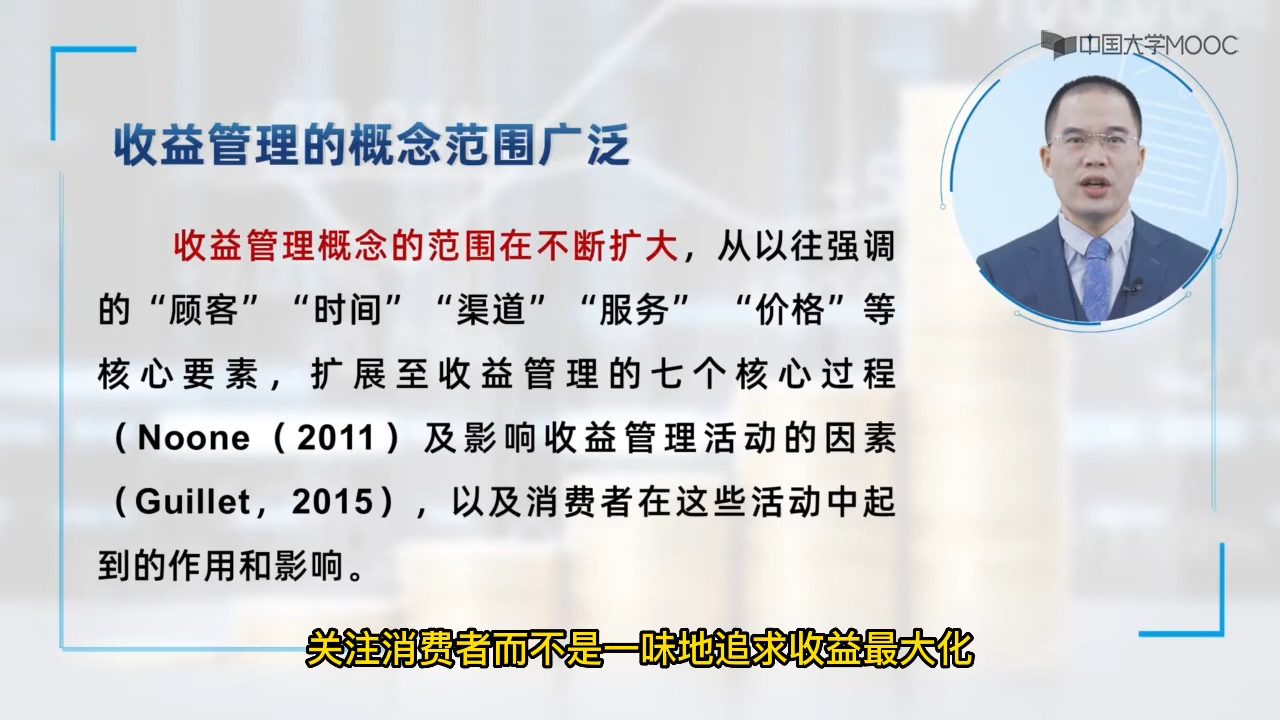 中国大学MOOC
收益管理的概念范围广泛
收益管理概念的范围在不断扩大，从以往强调
的“顾客”“时间”“渠道”“服务”“价格”等
核心要素，扩展至收益管理的七个核心过程
（Noone（2011）及影响收益管理活动的因素
（Guillet，2015），以及消费者在这些活动中起
到的作用和影响。
关注消费者而不是一味地追求收益最大化